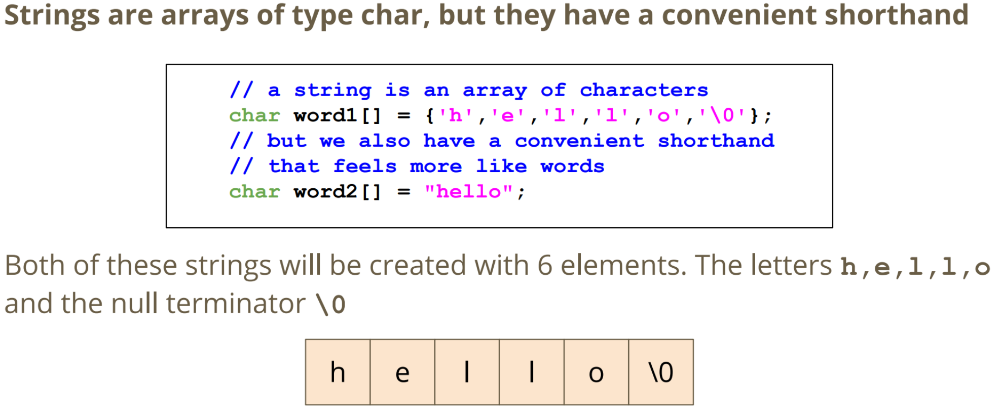 Strings are arrays of type char, but they have a convenient shorthand
// a string is an array of characters
char word1[] = {'h','e','l','l','o','\0'};
// but we also have a convenient shorthand
// that feels more like words
char word2[] = "hello";
Both of these strings will be created with 6 elements. The letters h,e,l,l,o
and the null terminator \0
h e l l o \0